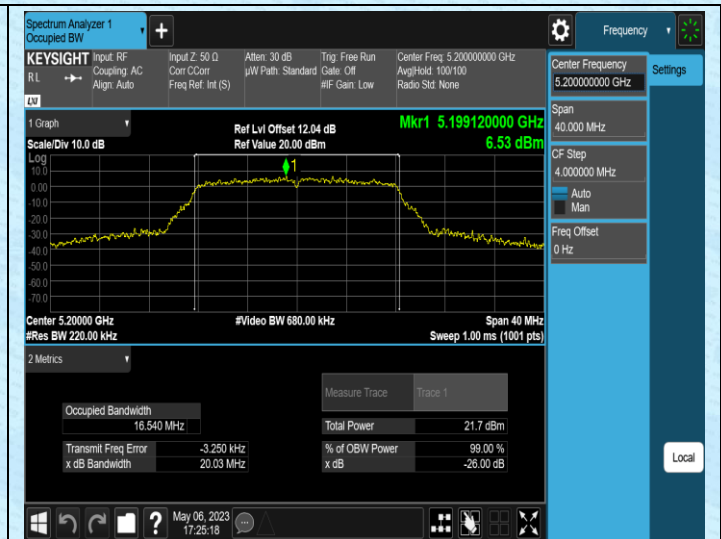 Spectrum Analyzer 1
Occupied BW
Frequency
KEYSIGHT
RL
LXI
Input: RF
Coupling: AC
Align: Auto
Input Z: 50 Ω
Corr CCorr
Freq Ref: Int (S)
Atten: 30 dB
µW Path: Standard
Trig: Free Run
Gate: Off
#IF Gain: Low
Center Freq: 5.200000000 GHz
Avg|Hold: 100/100
Radio Std: None
Center Frequency
5.200000000 GHz
Settings
Span
40.000 MHz
CF Step
4.000000 MHz
Auto
Man
Freq Offset
0 Hz
Local
1 Graph
Scale/Div 10.0 dB
Ref Lvl Offset 12.04 dB
Ref Value 20.00 dBm
Mkr1 5.199120000 GHz
6.53 dBm
Log
10.0
0.00
-10.0
-20.0
-30.0
-40.0
-50.0
-60.0
-70.0
1
Center 5.20000 GHz
#Res BW 220.00 kHz
#Video BW 680.00 kHz
Span 40 MHz
Sweep 1.00 ms (1001 pts)
2 Metrics
Measure Trace Trace 1
Occupied Bandwidth
16.540 MHz
Total Power 21.7 dBm
Transmit Freq Error -3.250 kHz
% of OBW Power 99.00 %
x dB Bandwidth 20.03 MHz
x dB -26.00 dB
?
May 06, 2023
17:25:18